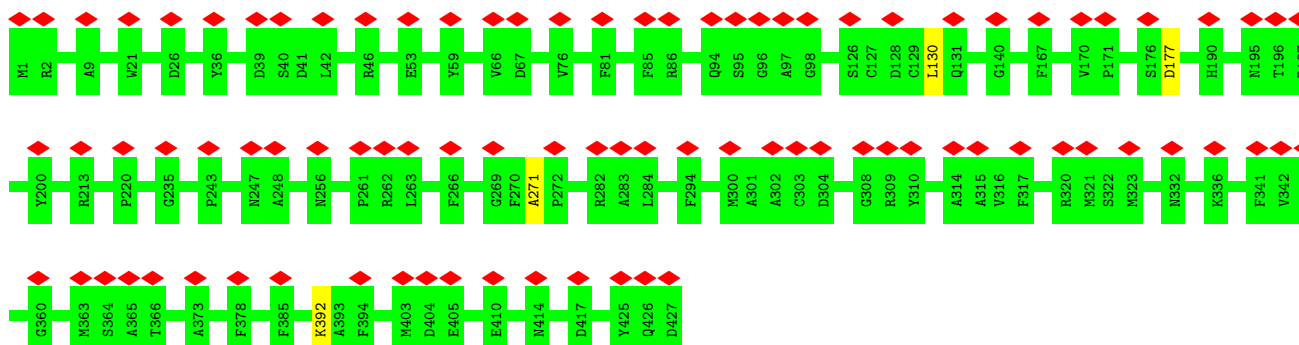 M1 R2 A9 W21 D26 Y36 D39 S40 D41 L42 R46 E53 Y59 V66 D67 V76 F81 F85 R86 Q94 S95 G96 A97 G98 S126 C127 D128 C129 L130 Q131 G140 F167 V170 P171 S176 D177 H190 N195 T196
Y200 R213 P220 G235 P243 N247 A248 N256 P261 R262 L263 F266 G269 F270 A271 P272 R282 A283 L284 F294 M300 A301 A302 C303 D304 G308 R309 Y310 A314 A315 V316 F317 R320 M321 S322 M323 N332 K336 F341 V342
G360 M363 S364 A365 T366 A373 F378 F385 K392 A393 F394 M403 D404 E405 E410 N414 D417 Y425 Q426 D427